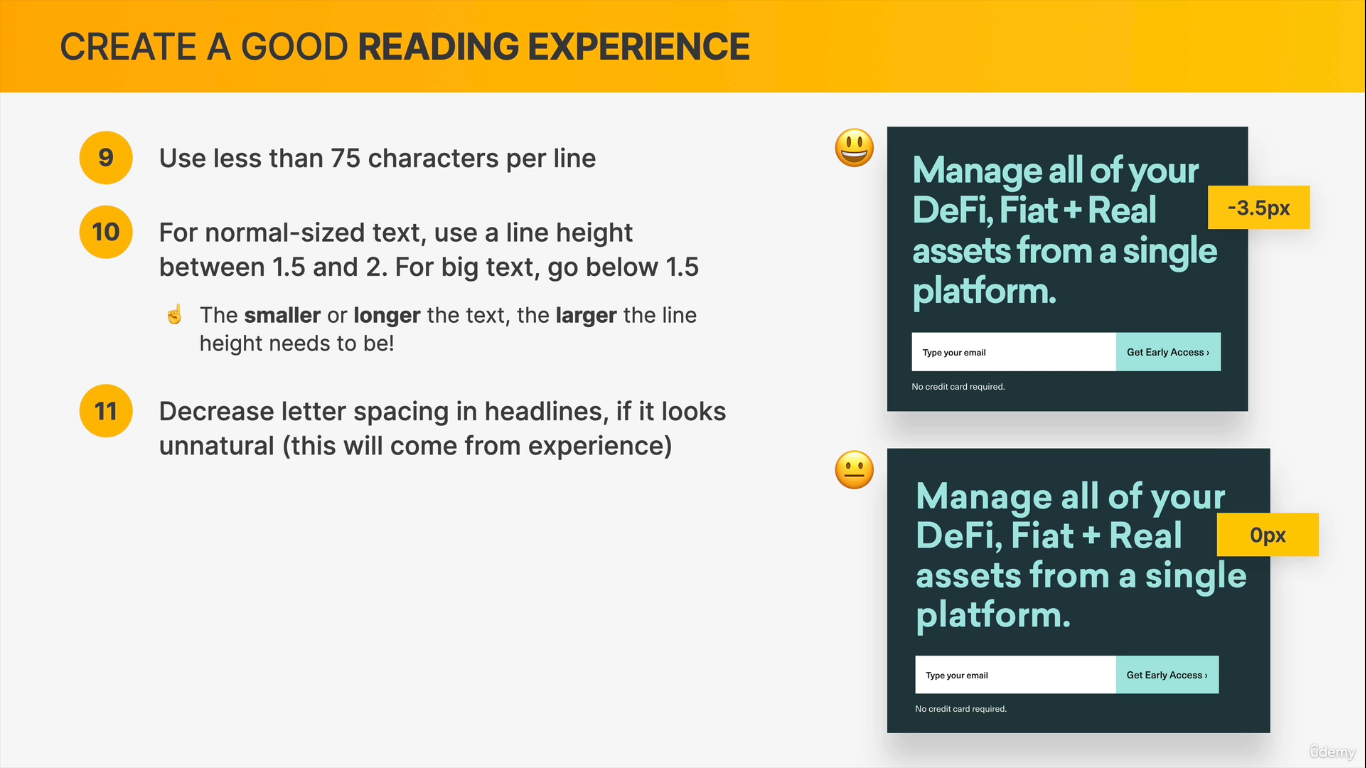 CREATE A GOOD READING EXPERIENCE
9
Use less than 75 characters per line
10
For normal-sized text, use a line height
between 1.5 and 2. For big text, go below 1.5
The smaller or longer the text, the larger the line
height needs to be!
11
Decrease letter spacing in headlines, if it looks
unnatural (this will come from experience)
Manage all of your
DeFi, Fiat + Real
assets from a single
platform.
-3.5px
Type your email
Get Early Access ›
No credit card required.
Manage all of your
DeFi, Fiat + Real
assets from a single
platform.
0px
Type your email
Get Early Access ›
No credit card required.
ûdemy